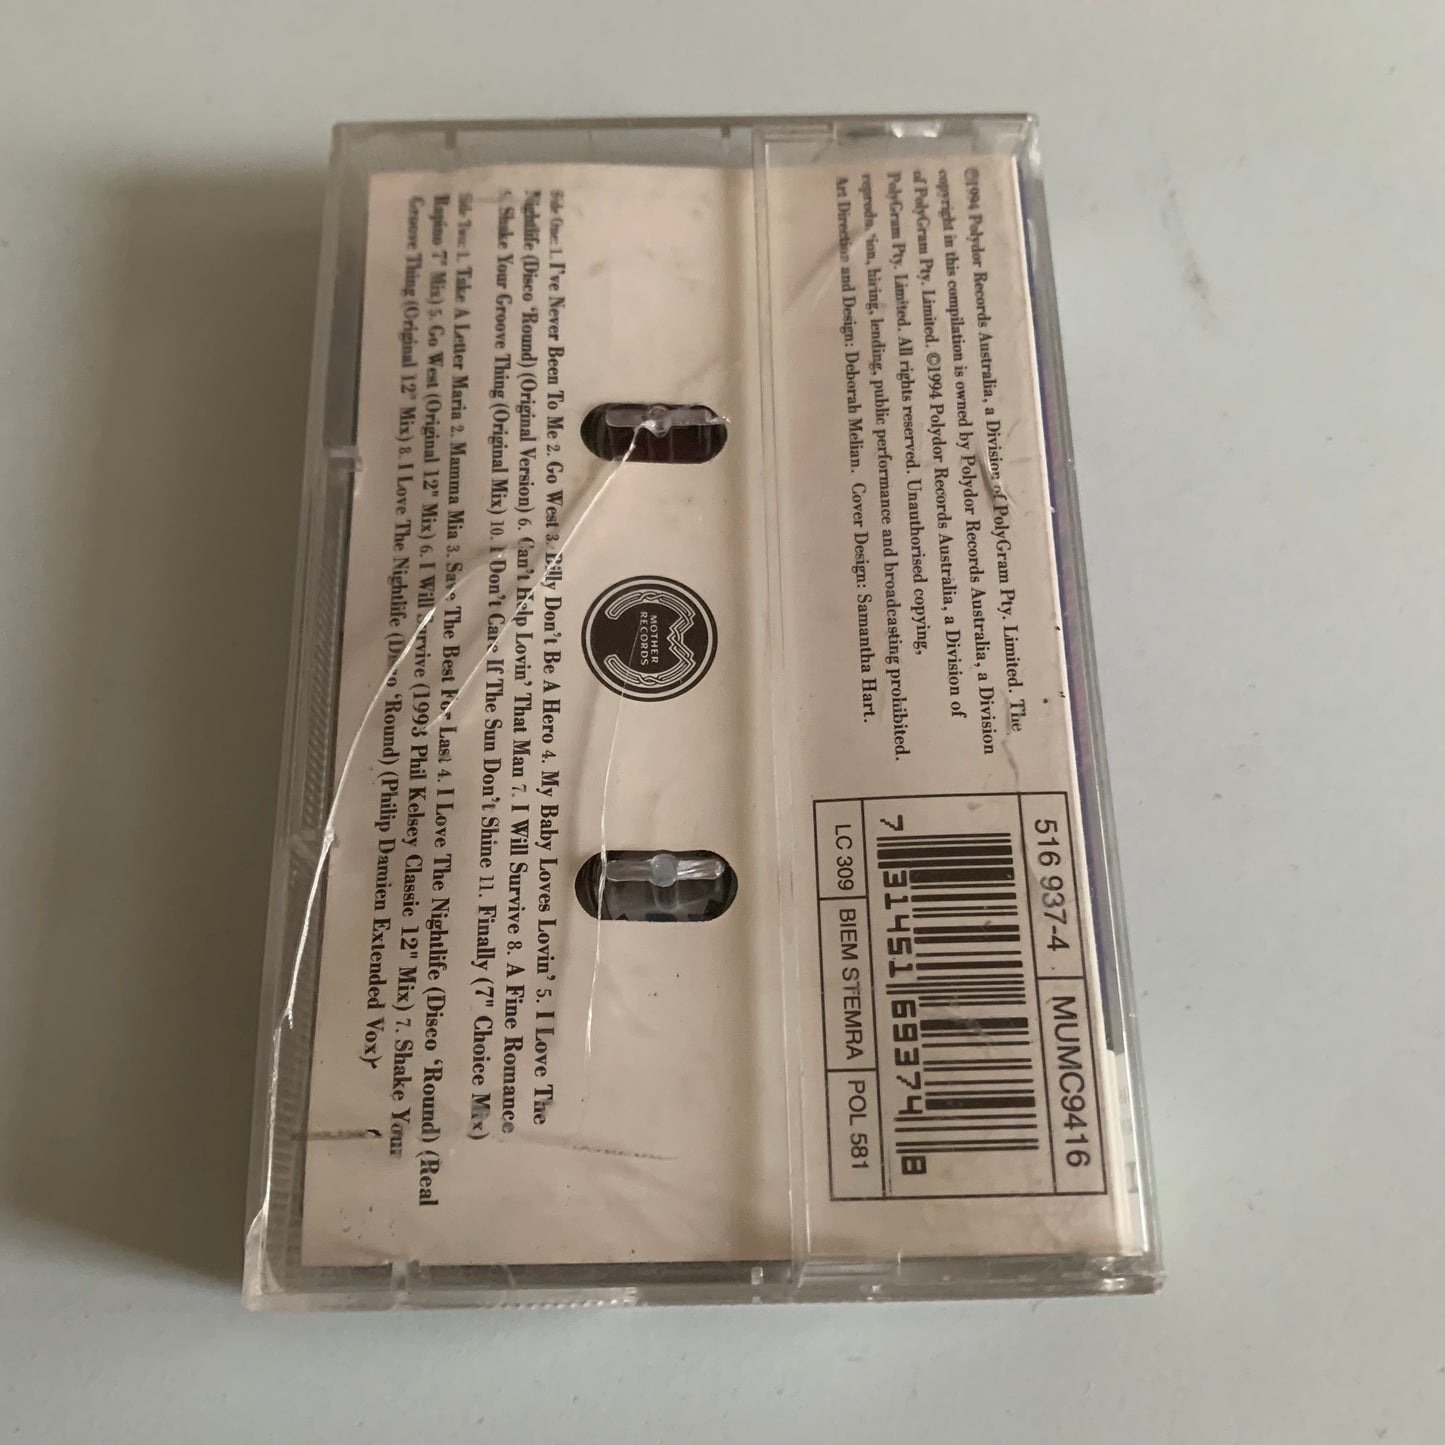 ℗1994 Polydor Records Australia, a Division of PolyGram Pty. Limited. The
copyright in this compilation is owned by Polydor Records Australia, a Division
of PolyGram Pty. Limited. ©1994 Polydor Records Australia, a Division of
PolyGram Pty. Limited. All rights reserved. Unauthorised copying,
hiring, lending, public performance and broadcasting prohibited.
Art Direction and Design: Deborah Melian. Cover Design: Samantha Hart.
516 937-4
MUMC9416
7 31451 69374 8
LC 309
BIEM STEMRA
POL 581
MOTHER
RECORDS
Side One: 1. I've Never Been To Me 2. Go West 3. Billy Don't Be A Hero 4. My Baby Loves Lovin' 5. I Love The
Nightlife (Disco 'Round) (Original Version) 6. Can't Help Lovin' That Man 7. I Will Survive 8. A Fine Romance
Shake Your Groove Thing (Original Mix) 10. I Don't Care If The Sun Don't Shine 11. Finally (7" Choice Mix)
Side Two: 1. Take A Letter Maria 2. Mamma Mia 3. Save The Best For Last 4. I Love The Nightlife (Disco 'Round) (Real
Rapino 7" Mix) 5. Go West (Original 12" Mix) 6. I Will Survive (1993 Phil Kelsey Classic 12" Mix) 7. Shake Your
Groove Thing (Original 12" Mix) 8. I Love The Nightlife (Disco 'Round) (Philip Damien Extended Vox)